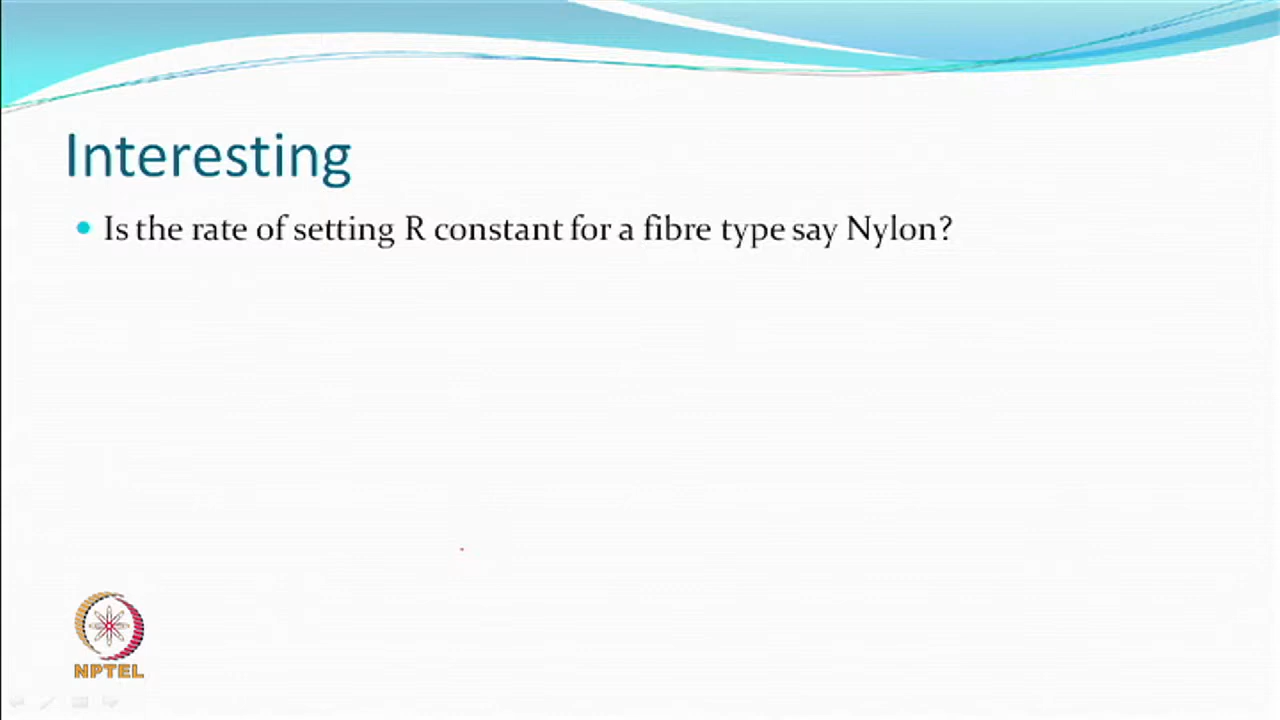 Interesting
Is the rate of setting R constant for a fibre type say Nylon?
NPTEL